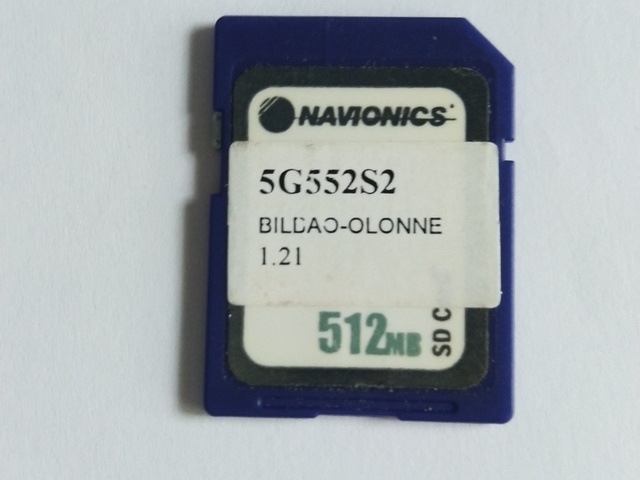 NAVIONICS
5G552S2
BILBAO-OLONNE
1.21
512MB
SD C